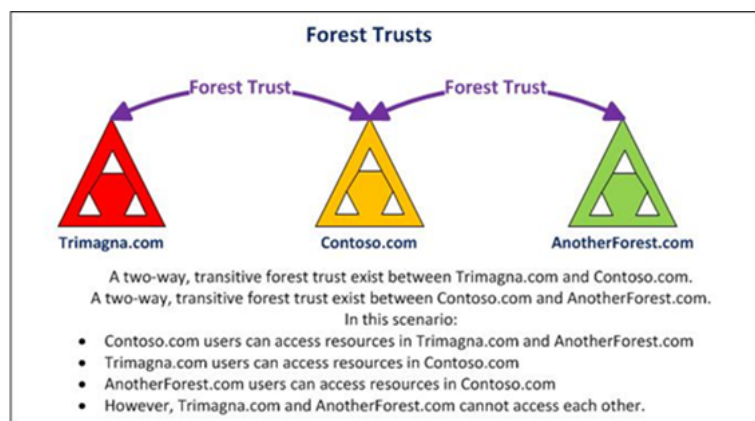 Forest Trusts
Forest Trust
Forest Trust
Trimagna.com
Contoso.com
AnotherForest.com
A two-way, transitive forest trust exist between Trimagna.com and Contoso.com.
A two-way, transitive forest trust exist between Contoso.com and AnotherForest.com.
In this scenario:
• Contoso.com users can access resources in Trimagna.com and AnotherForest.com
• Trimagna.com users can access resources in Contoso.com
• AnotherForest.com users can access resources in Contoso.com
• However, Trimagna.com and AnotherForest.com cannot access each other.